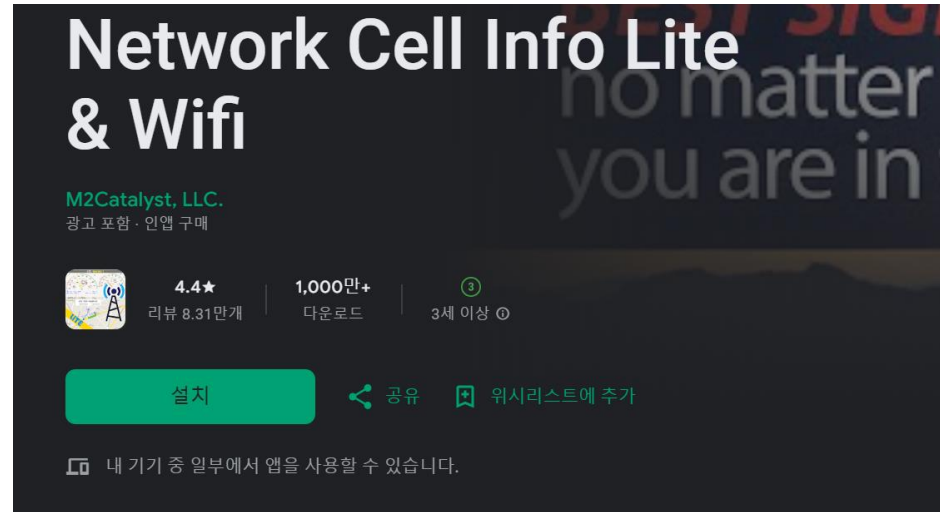 BEST SIG
Network Cell Info Lite
& Wifi
no matter
you are in
M2Catalyst, LLC.
광고 포함 · 인앱 구매
4.4★
리뷰 8.31만개
1,000만+
다운로드
3
3세 이상
LITE
설치
공유
위시리스트에 추가
내 기기 중 일부에서 앱을 사용할 수 있습니다.